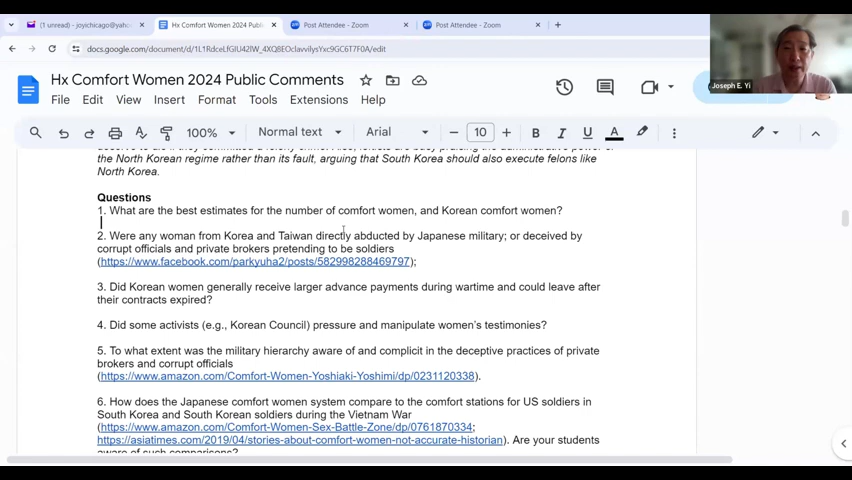 (1 unread) - joyichicago@yaho
Hx Comfort Women 2024 Publi
Post Attendee - Zoom
Post Attendee - Zoom
docs.google.com/document/d/1L1RdceLfGIU42IW_4XQ8EOclavvilysYxc9GC6T7F0A/edit
Joseph E. Yi
Hx Comfort Women 2024 Public Comments
File Edit View Insert Format Tools Extensions Help
100% Normal text Arial 10 B I U A
the North Korean regime rather than its fault, arguing that South Korea should also execute felons like
North Korea.
Questions
1. What are the best estimates for the number of comfort women, and Korean comfort women?
2. Were any woman from Korea and Taiwan directly abducted by Japanese military; or deceived by
corrupt officials and private brokers pretending to be soldiers
(https://www.facebook.com/parkyuha2/posts/582998288469797);
3. Did Korean women generally receive larger advance payments during wartime and could leave after
their contracts expired?
4. Did some activists (e.g., Korean Council) pressure and manipulate women's testimonies?
5. To what extent was the military hierarchy aware of and complicit in the deceptive practices of private
brokers and corrupt officials
(https://www.amazon.com/Comfort-Women-Yoshiaki-Yoshimi/dp/0231120338).
6. How does the Japanese comfort women system compare to the comfort stations for US soldiers in
South Korea and South Korean soldiers during the Vietnam War
(https://www.amazon.com/Comfort-Women-Sex-Battle-Zone/dp/0761870334;
https://asiatimes.com/2019/04/stories-about-comfort-women-not-accurate-historian). Are your students
aware of such comparisons?